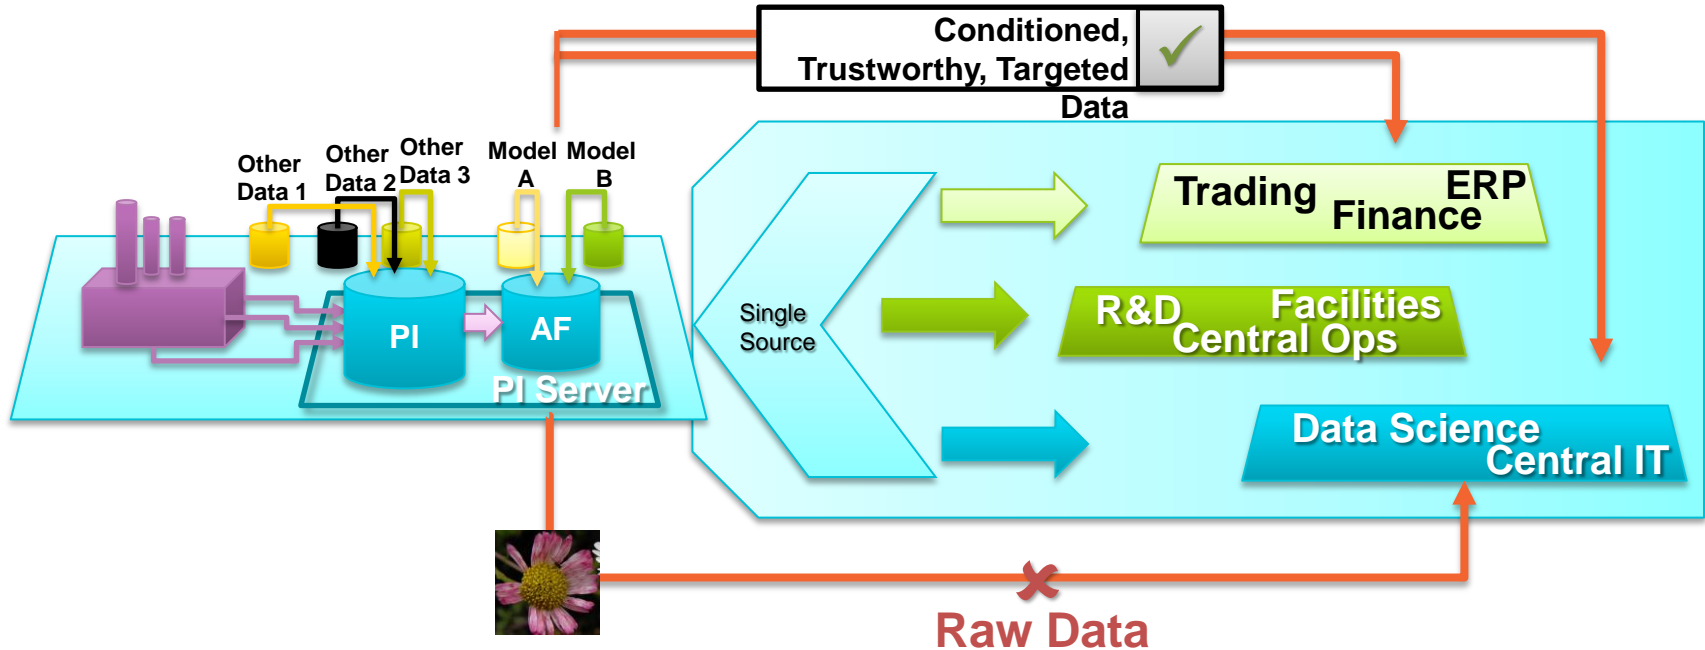 Conditioned,
Trustworthy, Targeted
Data
Other
Data 1
Other
Data 2
Other
Data 3
Model
A
Model
B
PI
AF
PI Server
Single
Source
Trading
ERP
Finance
R&D
Facilities
Central Ops
Data Science
Central IT
Raw Data